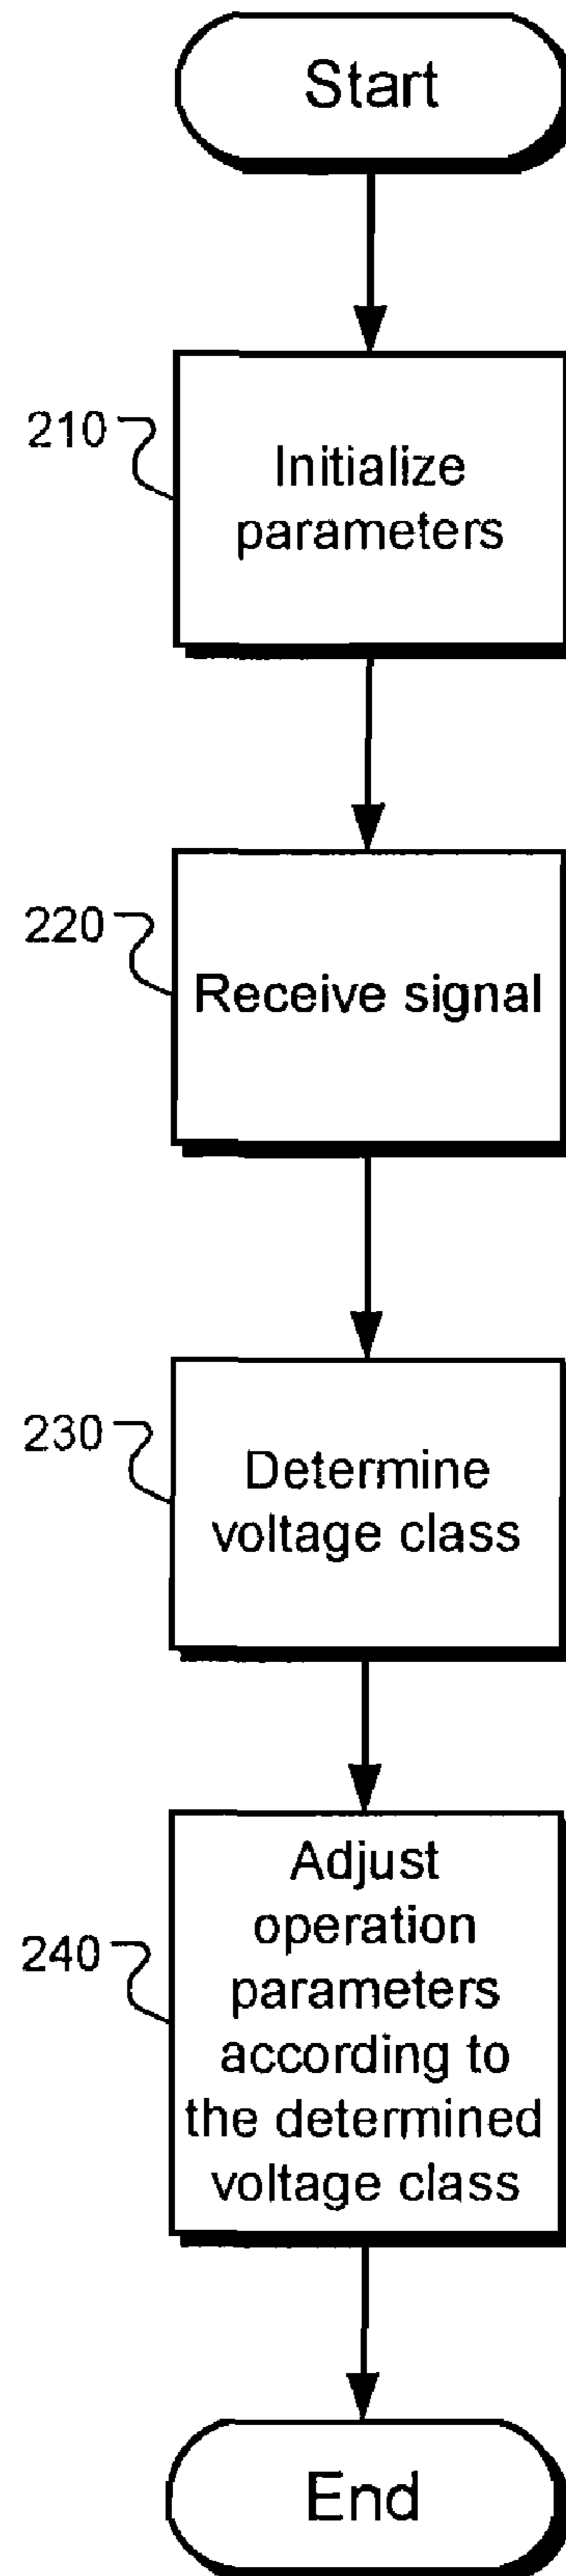 Start
210
Initialize
parameters
220
Receive signal
230
Determine
voltage class
240
Adjust
operation
parameters
according to
the determined
voltage class
End